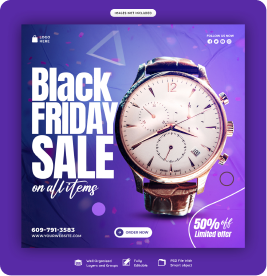 IMAGES NOT INCLUDED
LOGO
HERE
FOLLOW US NOW
Black
FRIDAY
SALE
on all items
609-791-3583
WWW.YOURWEBSITE.COM
ORDER NOW
50% off
Limited offer
Well Organized
Layers and Groups
Fully
Editable
PSD File with
Smart object